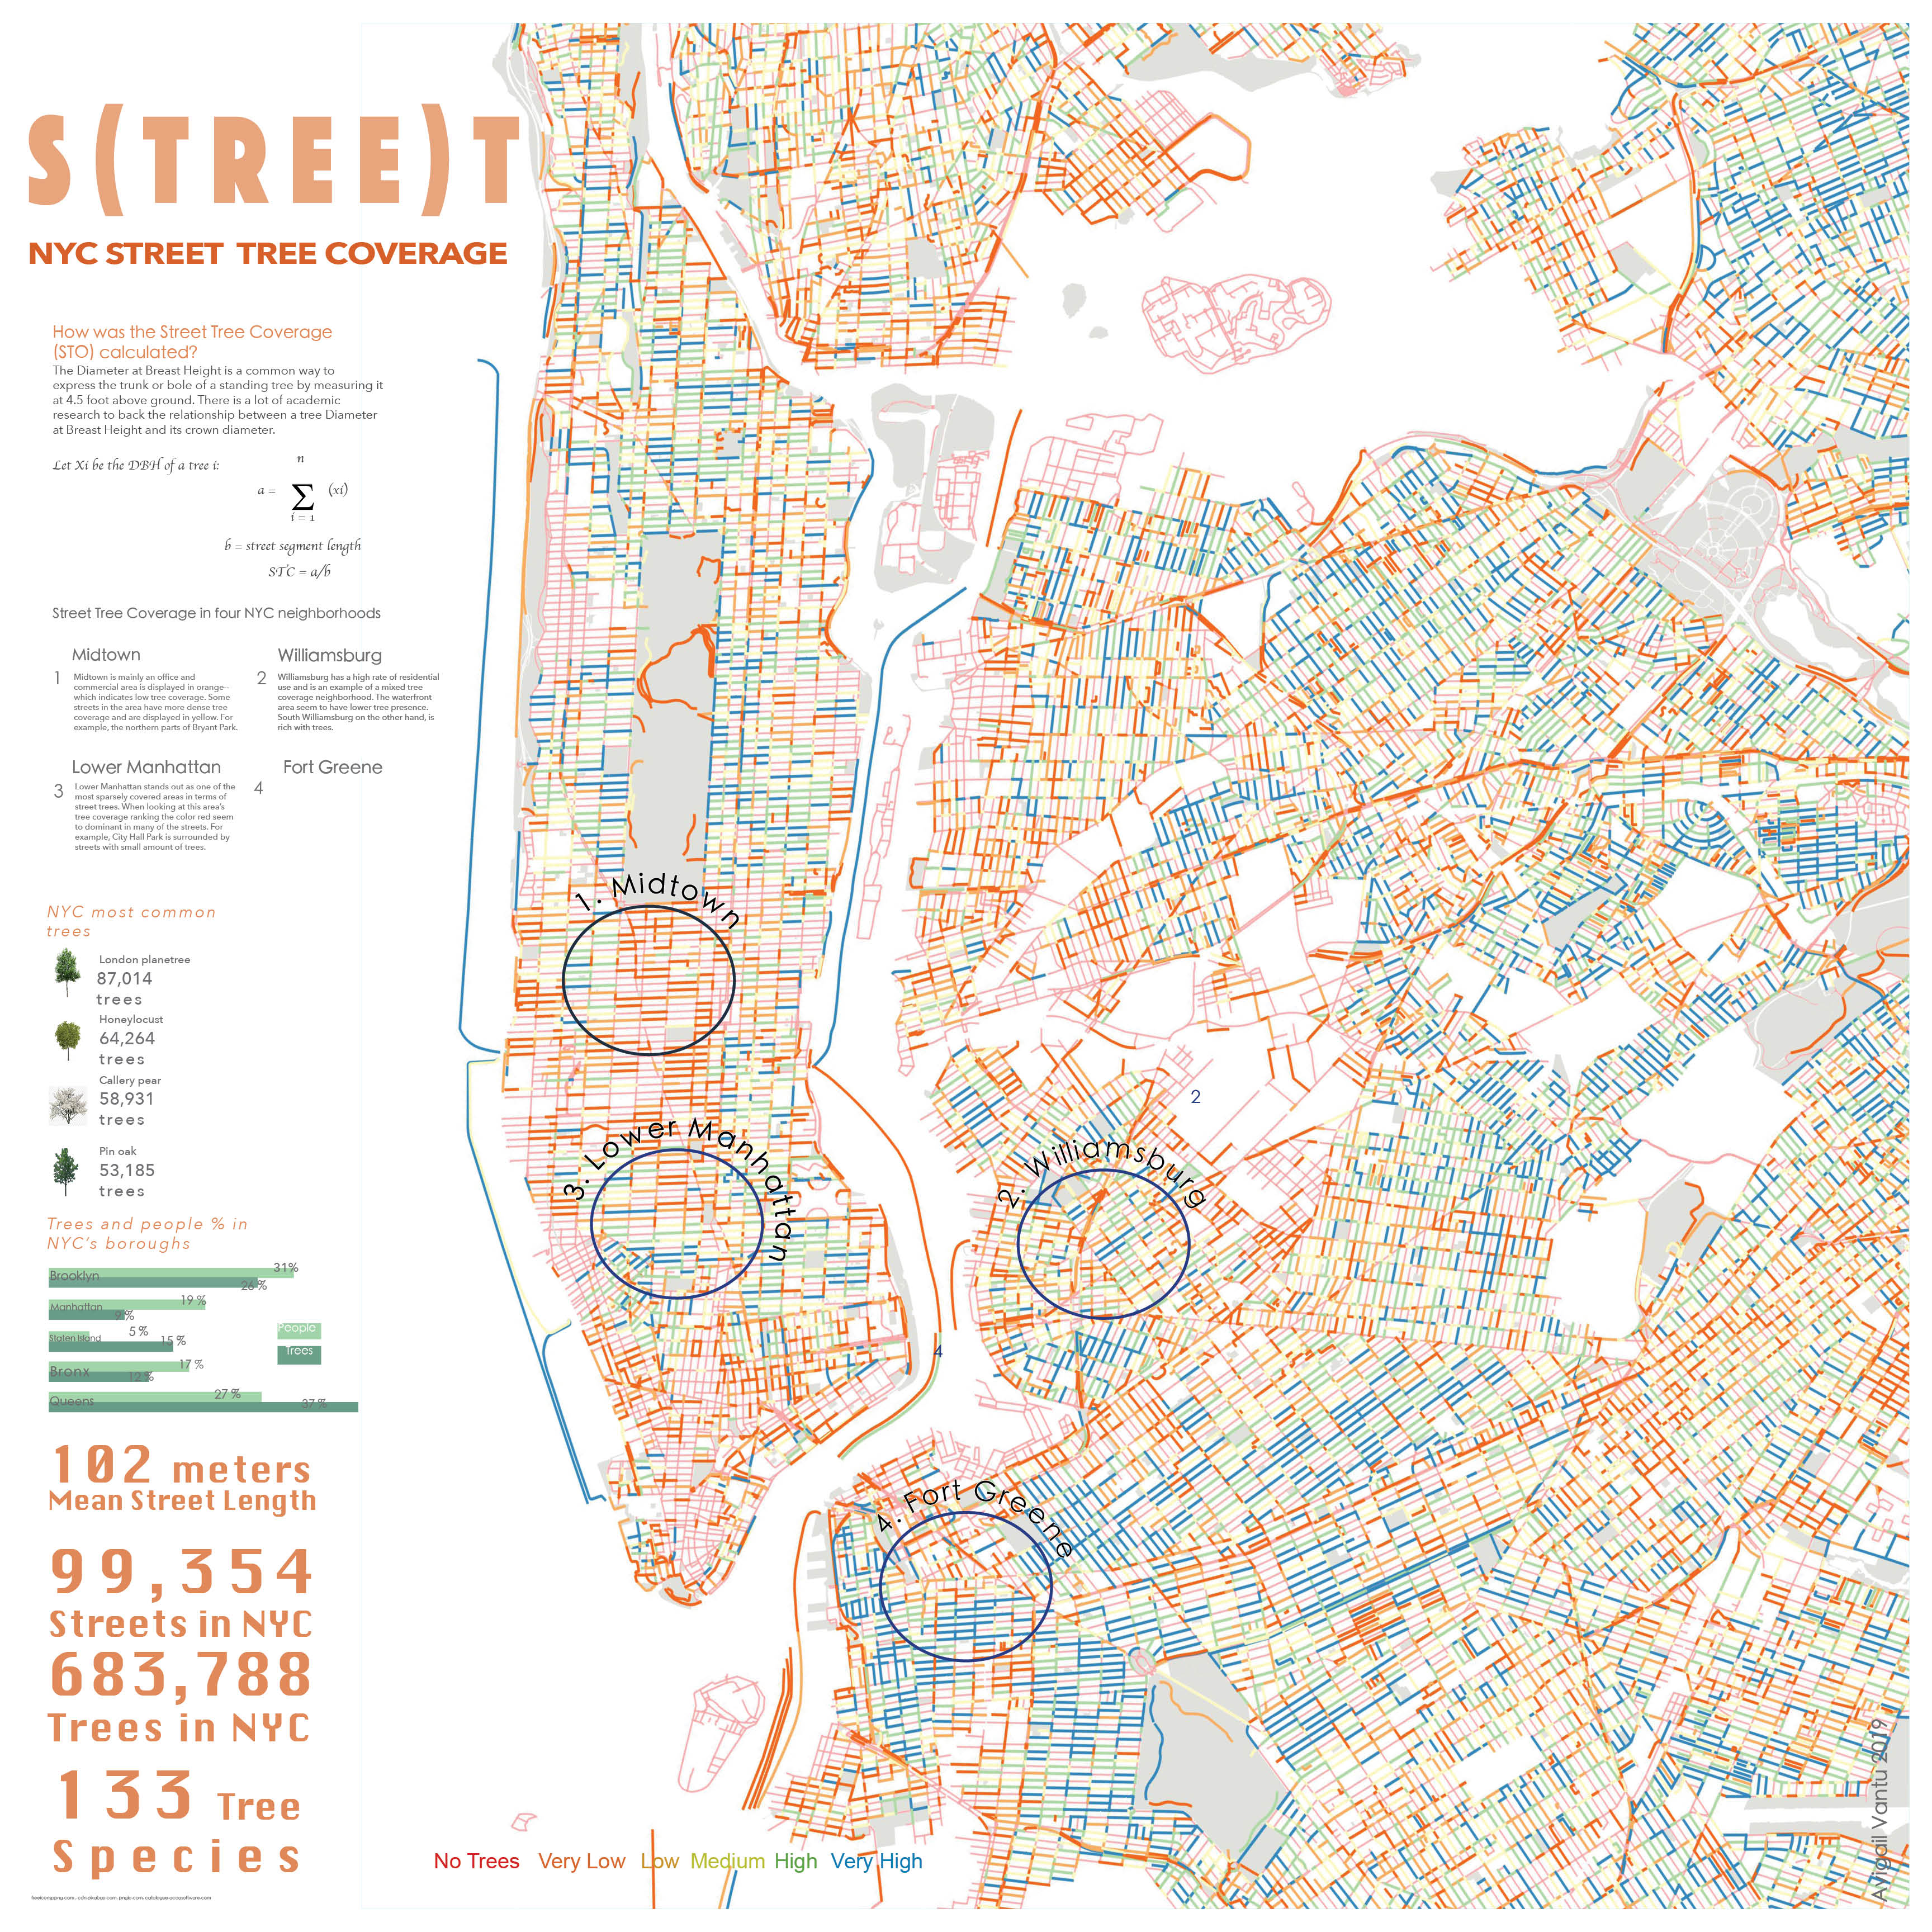 S(TREE)T
NYC STREET TREE COVERAGE
How was the Street Tree Coverage
(STO) calculated?
The Diameter at Breast Height is a common way to
express the trunk or bole of a standing tree by measuring it
at 4.5 foot above ground. There is a lot of academic
research to back the relationship between a tree Diameter
at Breast Height and its crown diameter.
Let Xi be the DBH of a tree i:
n
a = ∑ (xi)
i = 1
b = street segment length
STC = a/b
Street Tree Coverage in four NYC neighborhoods
Midtown
1
Midtown is mainly an office and
commercial area is displayed in orange--
which indicates low tree coverage. Some
streets in the area have more dense tree
coverage and are displayed in yellow. For
example, the northern parts of Bryant Park.
Williamsburg
2
Williamsburg has a high rate of residential
use and is an example of a mixed tree
coverage neighborhood. The waterfront
area seem to have lower tree presence.
South Williamsburg on the other hand, is
rich with trees.
Lower Manhattan
3
Lower Manhattan stands out as one of the
most sparsely covered areas in terms of
street trees. When looking at this area's
tree coverage ranking the color red seem
to dominant in many of the streets. For
example, City Hall Park is surrounded by
streets with small amount of trees.
Fort Greene
4
NYC most common
trees
London planetree
87,014
trees
Honeylocust
64,264
trees
Callery pear
58,931
trees
Pin oak
53,185
trees
Trees and people % in
NYC's boroughs
Brooklyn
31%
26 %
Manhattan
19 %
9 %
Staten Island
5 %
15 %
Bronx
17 %
12 %
Queens
27 %
37 %
People
Trees
102 meters
Mean Street Length
99,354
Streets in NYC
683,788
Trees in NYC
133 Tree
Species
1. Midtown
2
3. Lower Manhattan
2. Williamsburg
4
4. Fort Greene
No Trees Very Low Low Medium High Very High
Avigail Vantu 2019